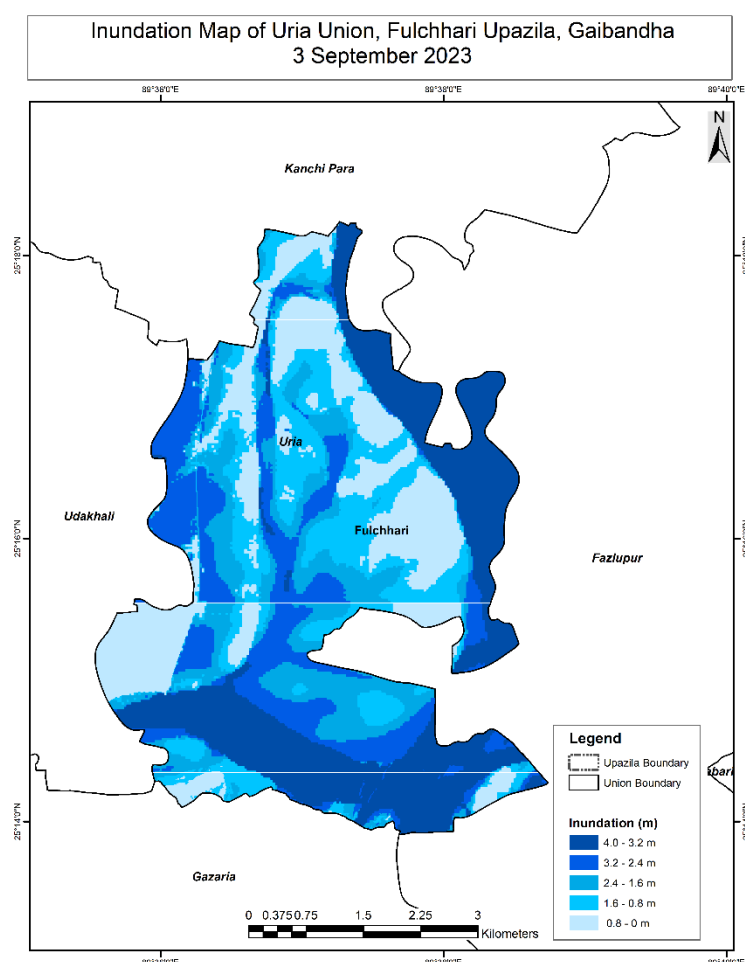 Inundation Map of Uria Union, Fulchhari Upazila, Gaibandha
3 September 2023
89°36'0"E
89°38'0"E
89°40'0"E
N
Kanchi Para
25°18'0"N
Uria
Udakhali
Fulchhari
25°16'0"N
Fazlupur
Legend
Upazila Boundary
Union Boundary
Inundation (m)
4.0 - 3.2 m
3.2 - 2.4 m
2.4 - 1.6 m
1.6 - 0.8 m
0.8 - 0 m
25°14'0"N
Gazaria
0 0.375 0.75 1.5 2.25 3
Kilometers